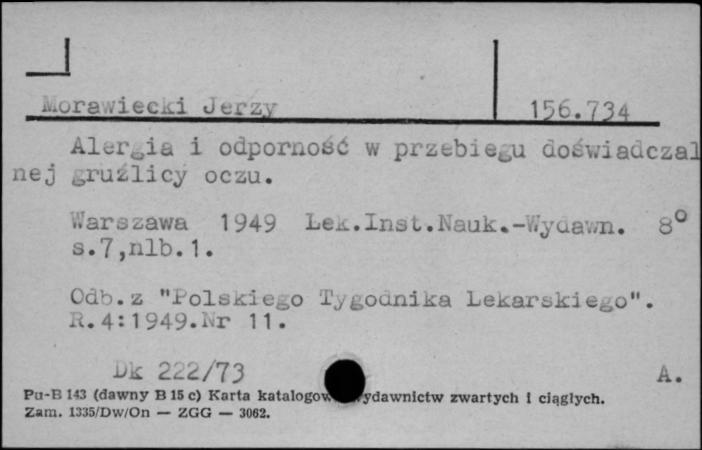 Morawiecki Jerzy 156.734
Alergia i odporność w przebiegu doświadczal
nej gruźlicy oczu.
Warszawa 1949 Lek.Inst.Nauk.-Wydawn. 8°
s.7,nlb.1.
Odb.z "Polskiego Tygodnika Lekarskiego".
R.4:1949.Nr 11.
Dk 222/73 A.
Pu-B 143 (dawny B 15 c) Karta katalogow ydawnictw zwartych i ciągłych.
Zam. 1335/Dw/On — ZGG — 3062.